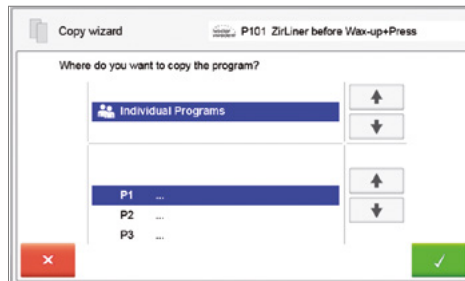 Copy wizard
P101 ZirLiner before Wax-up+Press
Where do you want to copy the program?
Individual Programs
P1 ...
P2 ...
P3 ...